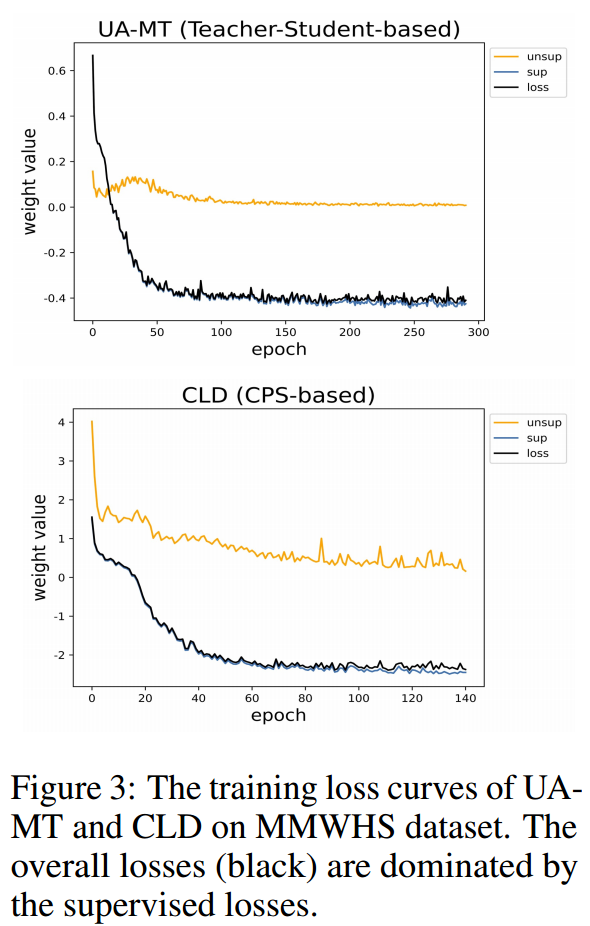 UA-MT (Teacher-Student-based)
unsup
sup
loss
0.6
0.4
0.2
0.0
-0.2
-0.4
weight value
0
50
100
150
200
250
300
epoch
CLD (CPS-based)
unsup
sup
loss
4
3
2
1
0
-1
-2
weight value
0
20
40
60
80
100
120
140
epoch
Figure 3: The training loss curves of UA-
MT and CLD on MMWHS dataset. The
overall losses (black) are dominated by
the supervised losses.